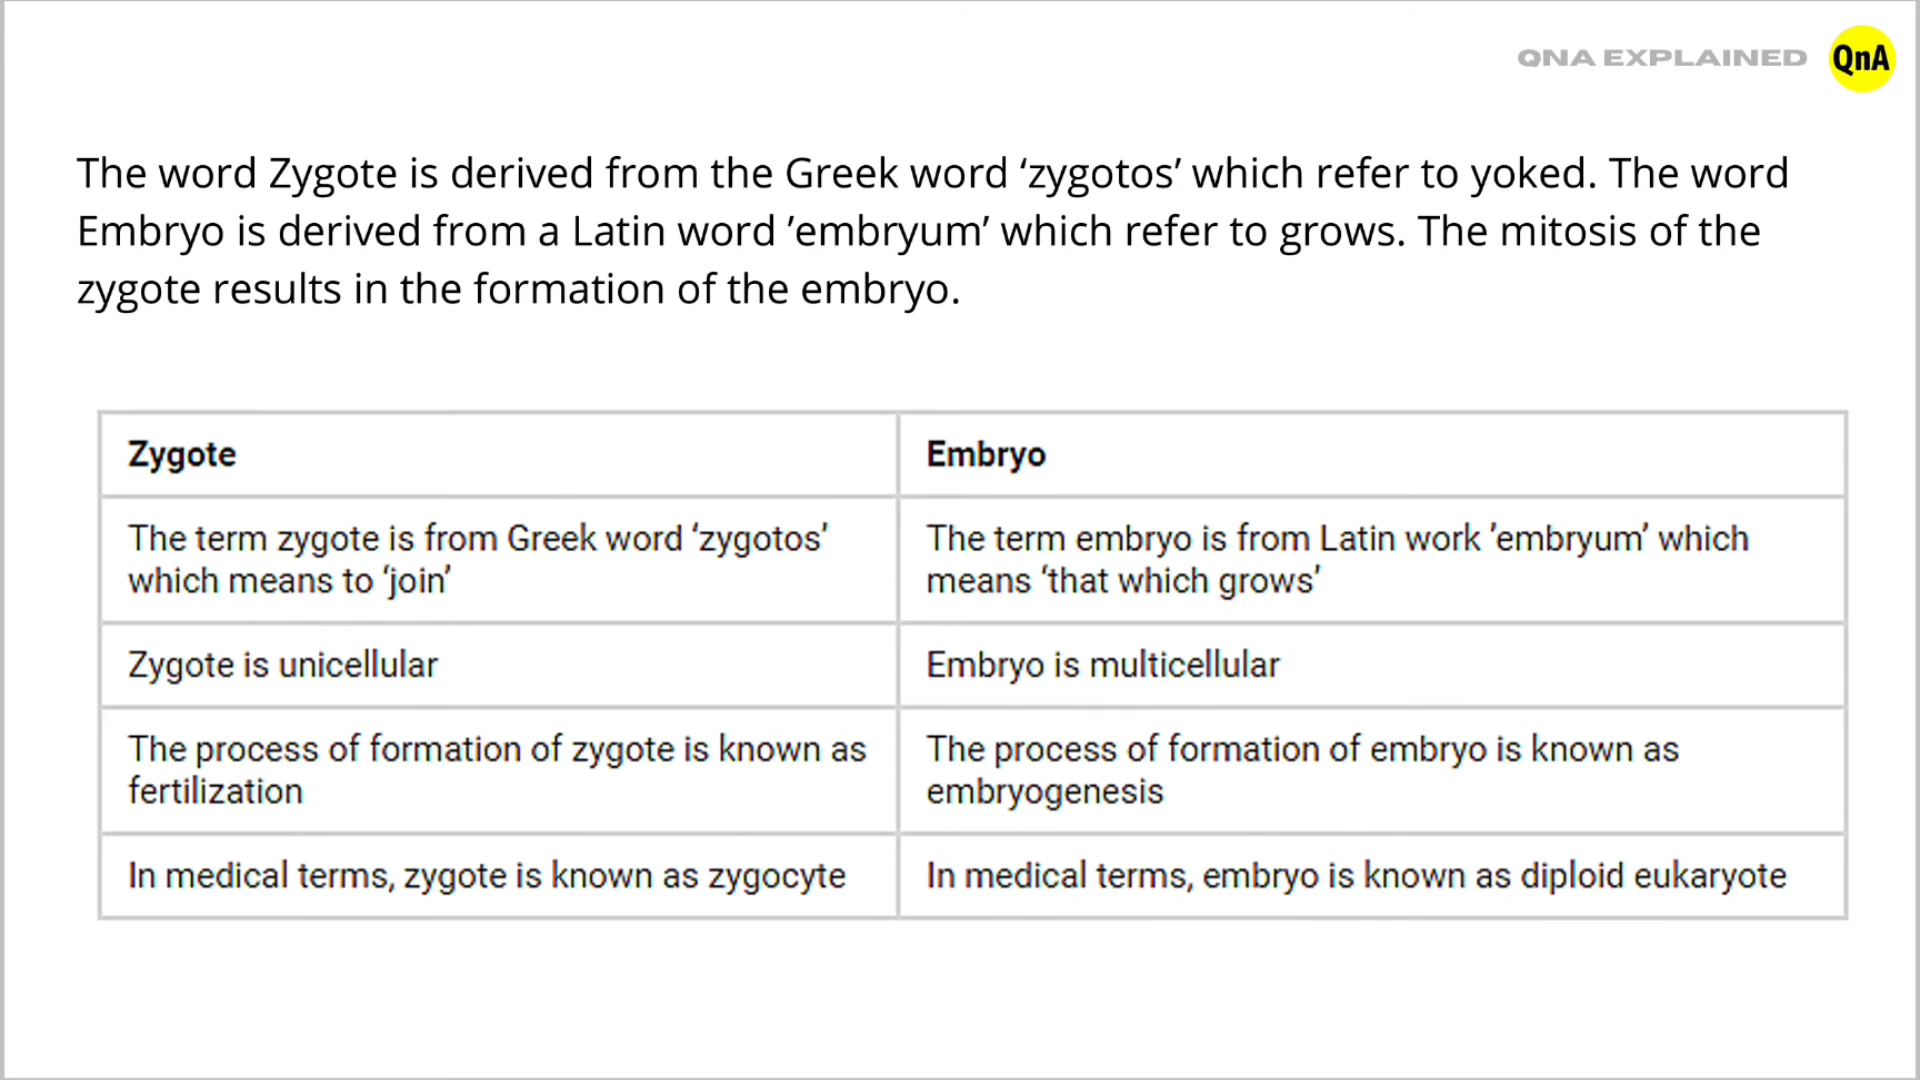 QNA EXPLAINED QnA
The word Zygote is derived from the Greek word ‘zygotos’ which refer to yoked. The word
Embryo is derived from a Latin word ’embryum’ which refer to grows. The mitosis of the
zygote results in the formation of the embryo.
Zygote Embryo
The term zygote is from Greek word ‘zygotos’
which means to ‘join’
The term embryo is from Latin work ’embryum’ which
means ‘that which grows’
Zygote is unicellular
Embryo is multicellular
The process of formation of zygote is known as
fertilization
The process of formation of embryo is known as
embryogenesis
In medical terms, zygote is known as zygocyte
In medical terms, embryo is known as diploid eukaryote